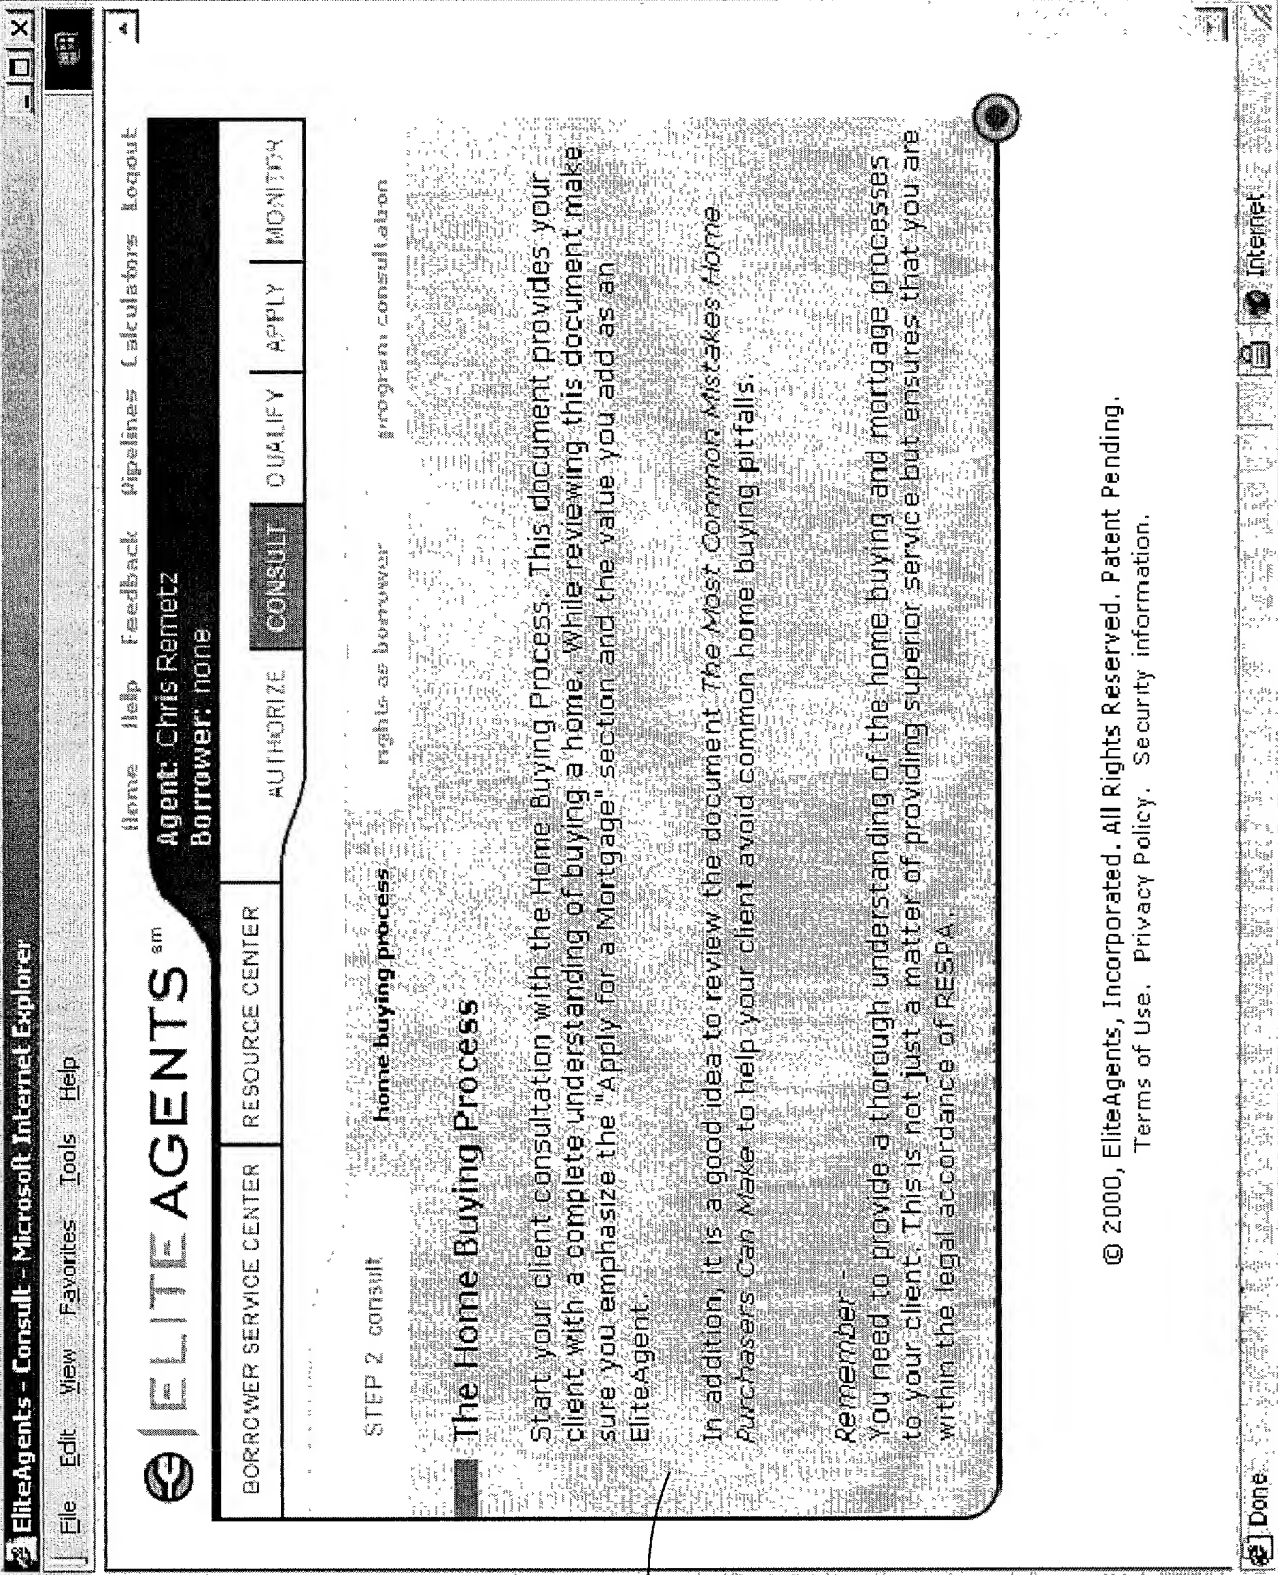 EliteAgents - Consult - Microsoft Internet Explorer
File Edit View Favorites Tools Help
Home Help Feedback Pipelines Calculators Logout
ELITE AGENTS sm
Agent: Chris Remetz
Borrower: none
BORROWER SERVICE CENTER RESOURCE CENTER AUTHORIZE CONSULT QUALIFY APPLY MONITOR
STEP 2 consult home buying process rights as borrower program consultation
The Home Buying Process
Start your client consultation with the Home Buying Process. This document provides your
client with a complete understanding of buying a home. While reviewing this document make
sure you emphasize the "Apply for a Mortgage" section and the value you add as an
EliteAgent.
In addition, it is a good idea to review the document The Most Common Mistakes Home
Purchasers Can Make to help your client avoid common home buying pitfalls.
Remember -
You need to provide a thorough understanding of the home buying and mortgage processes
to your client. This is not just a matter of providing superior service but ensures that you are
within the legal accordance of RESPA.
© 2000, EliteAgents, Incorporated. All Rights Reserved. Patent Pending.
Terms of Use. Privacy Policy. Security information.
Done Internet